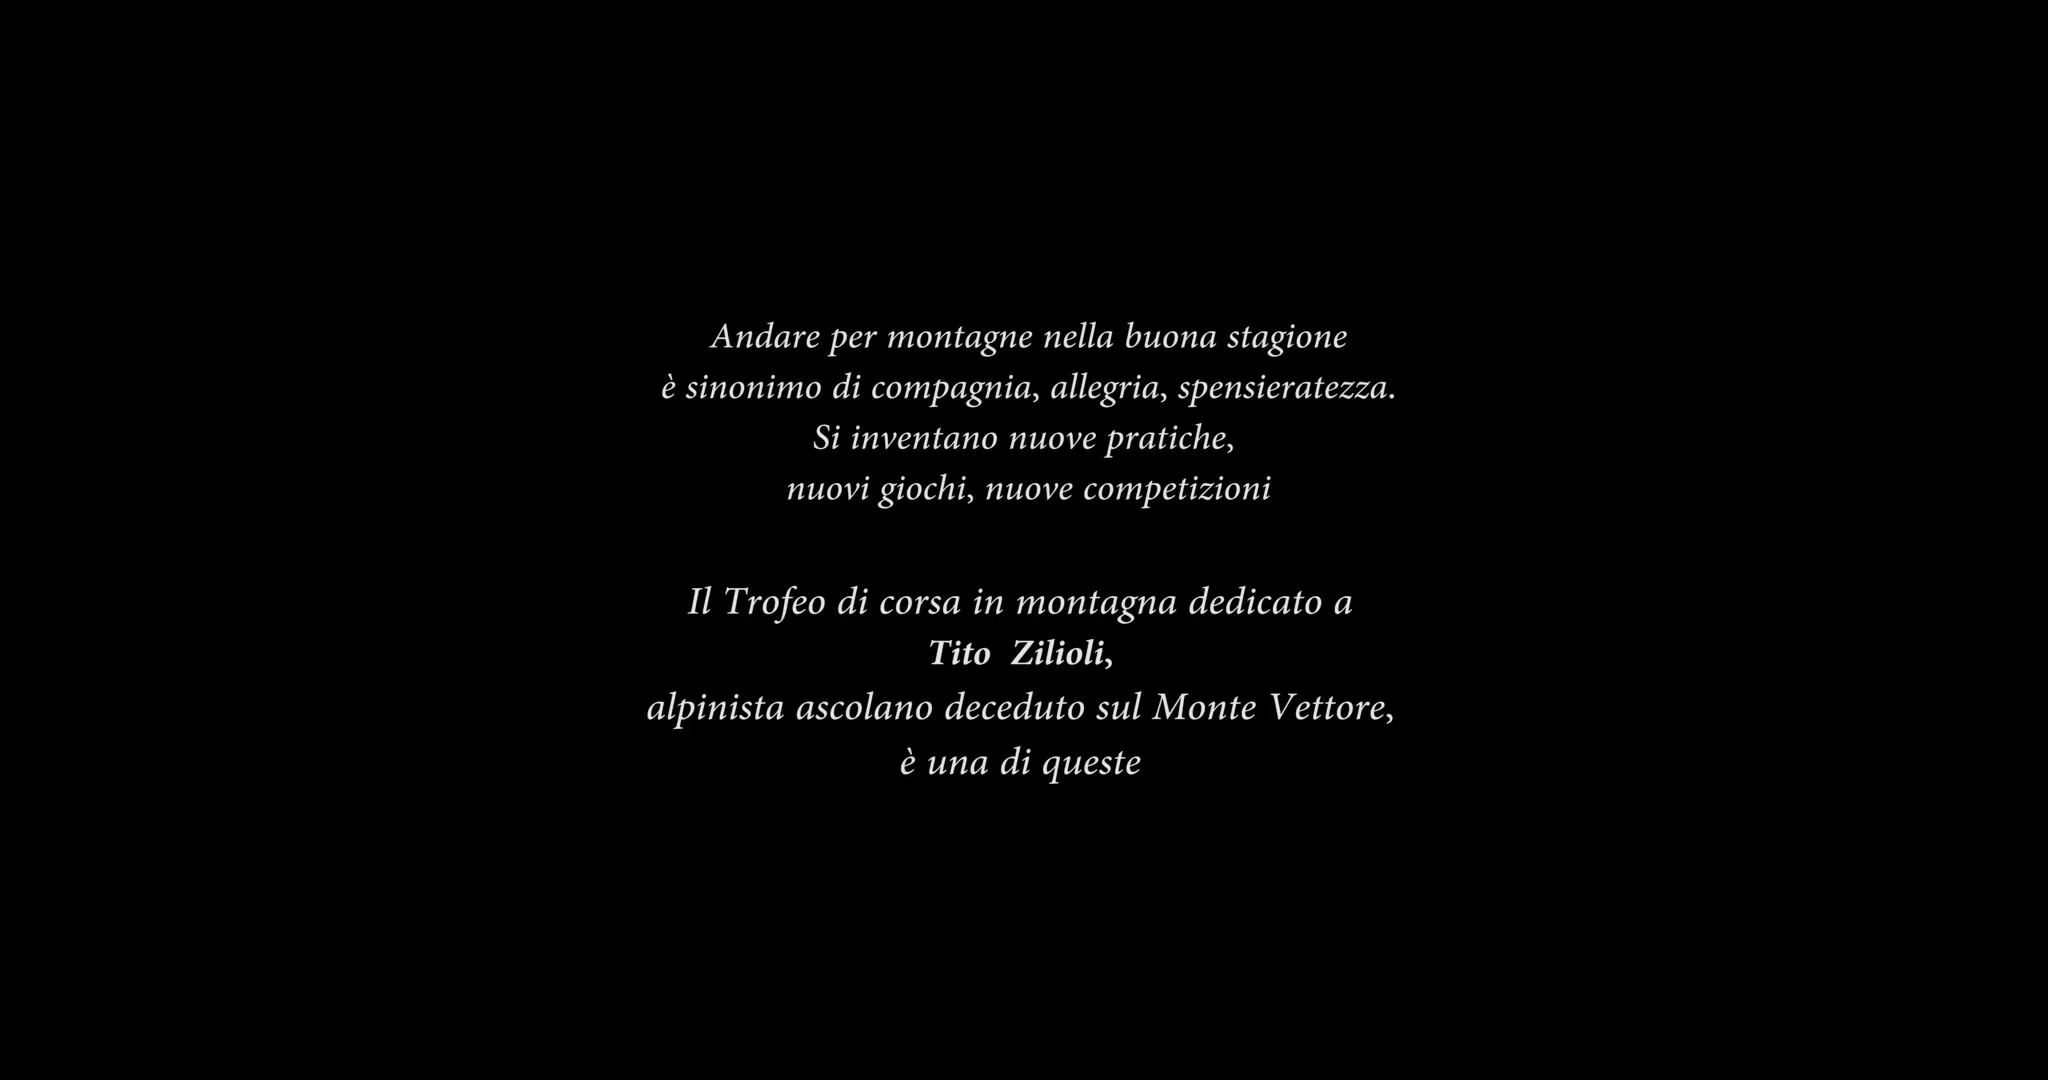 Andare per montagne nella buona stagione
è sinonimo di compagnia, allegria, spensieratezza.
Si inventano nuove pratiche,
nuovi giochi, nuove competizioni
Il Trofeo di corsa in montagna dedicato a
Tito Zilioli,
alpinista ascolano deceduto sul Monte Vettore,
è una di queste